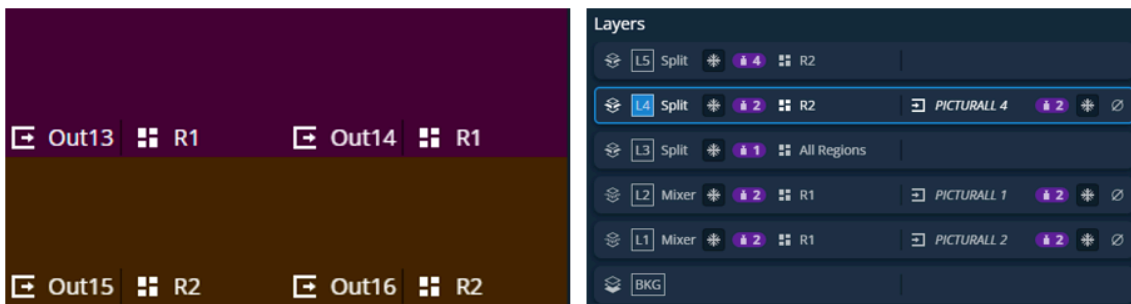 Out13 R1 Out14 R1
Out15 R2 Out16 R2
Layers
L5 Split 4 R2
L4 Split 2 R2 PICTURALL 4 2
L3 Split 1 All Regions
L2 Mixer 2 R1 PICTURALL 1 2
L1 Mixer 2 R1 PICTURALL 2 2
BKG